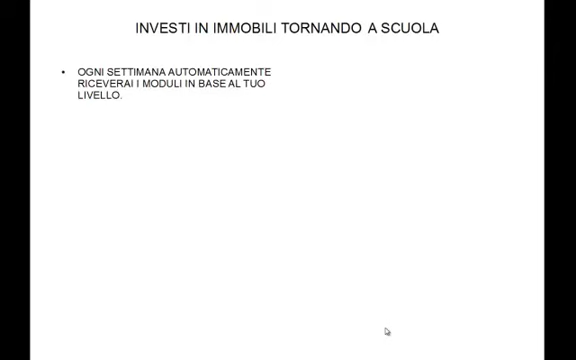 INVESTI IN IMMOBILI TORNANDO A SCUOLA
• OGNI SETTIMANA AUTOMATICAMENTE
RICEVERAI I MODULI IN BASE AL TUO
LIVELLO.